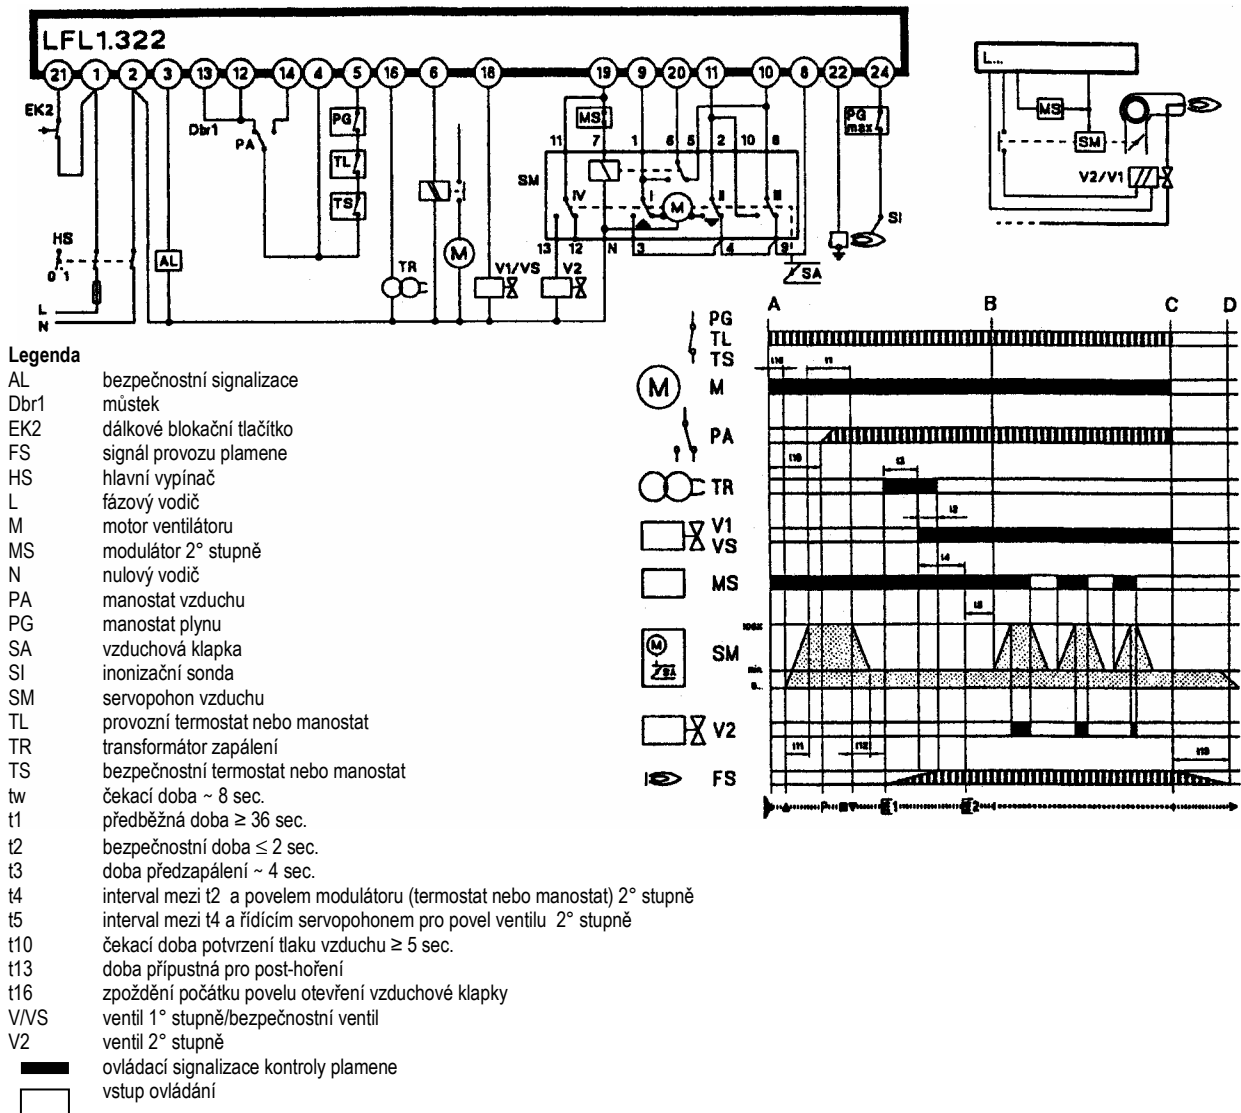 LFL1.322
21 1 2 3 13 12 14 4 5 16 6 18 19 9 20 11 10 8 22 24
L...
EK2
Dbr1
PA
PG
TL
TS
MS
PG max
MS
SM
V2/V1
11 7 1 6 5 2 10 8
SM
IV I II III
M
13 12 N 3 4 9
SA
SI
HS
0 1
AL
TR
M
V1/VS
V2
L
N
A B C D
PG
TL
TS
t16 t1
M M
PA
t10
t3
TR
t2
V1
VS
t4
MS
t5
100%
M
SA
SM
min.
0...
V2
t11 t12 t13
FS
P 1 2
Legenda
AL bezpečnostní signalizace
Dbr1 můstek
EK2 dálkové blokační tlačítko
FS signál provozu plamene
HS hlavní vypínač
L fázový vodič
M motor ventilátoru
MS modulátor 2° stupně
N nulový vodič
PA manostat vzduchu
PG manostat plynu
SA vzduchová klapka
SI inonizační sonda
SM servopohon vzduchu
TL provozní termostat nebo manostat
TR transformátor zapálení
TS bezpečnostní termostat nebo manostat
tw čekací doba ~ 8 sec.
t1 předběžná doba ≥ 36 sec.
t2 bezpečnostní doba ≤ 2 sec.
t3 doba předzapálení ~ 4 sec.
t4 interval mezi t2 a povelem modulátoru (termostat nebo manostat) 2° stupně
t5 interval mezi t4 a řídícím servopohonem pro povel ventilu 2° stupně
t10 čekací doba potvrzení tlaku vzduchu ≥ 5 sec.
t13 doba přípustná pro post-hoření
t16 zpoždění počátku povelu otevření vzduchové klapky
V/VS ventil 1° stupně/bezpečnostní ventil
V2 ventil 2° stupně
ovládací signalizace kontroly plamene
vstup ovládání